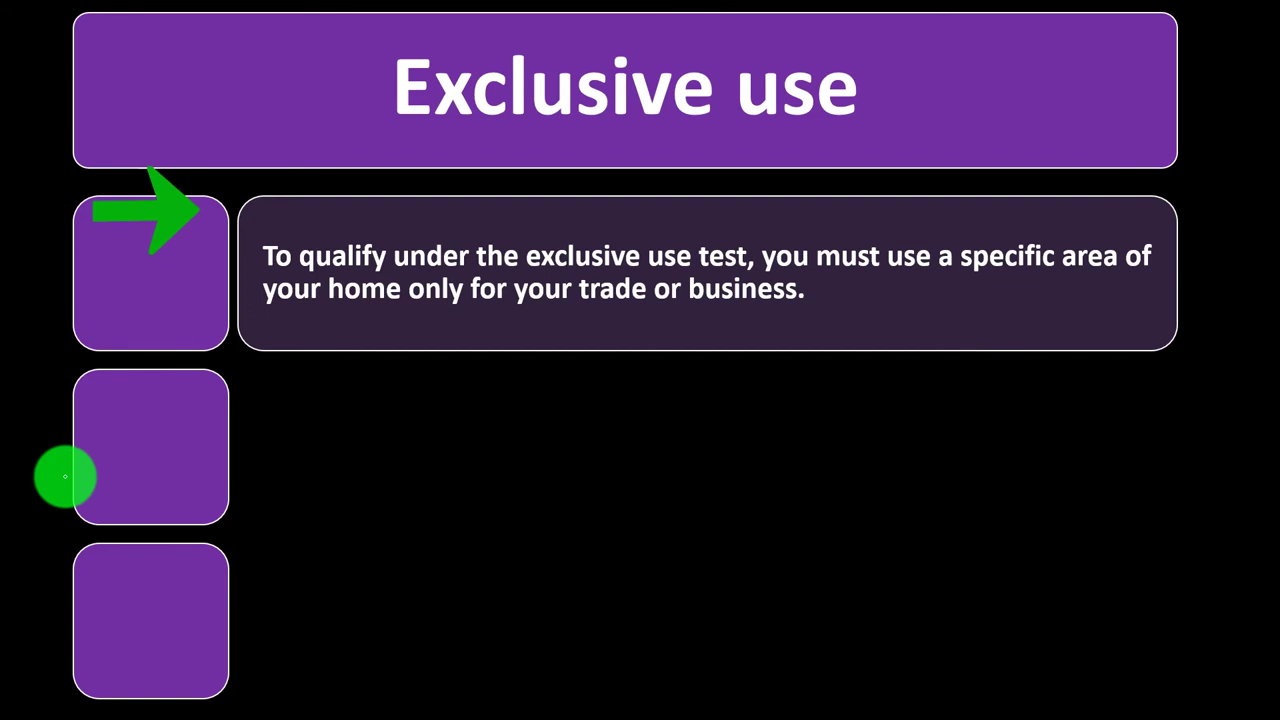 Exclusive use
To qualify under the exclusive use test, you must use a specific area of
your home only for your trade or business.